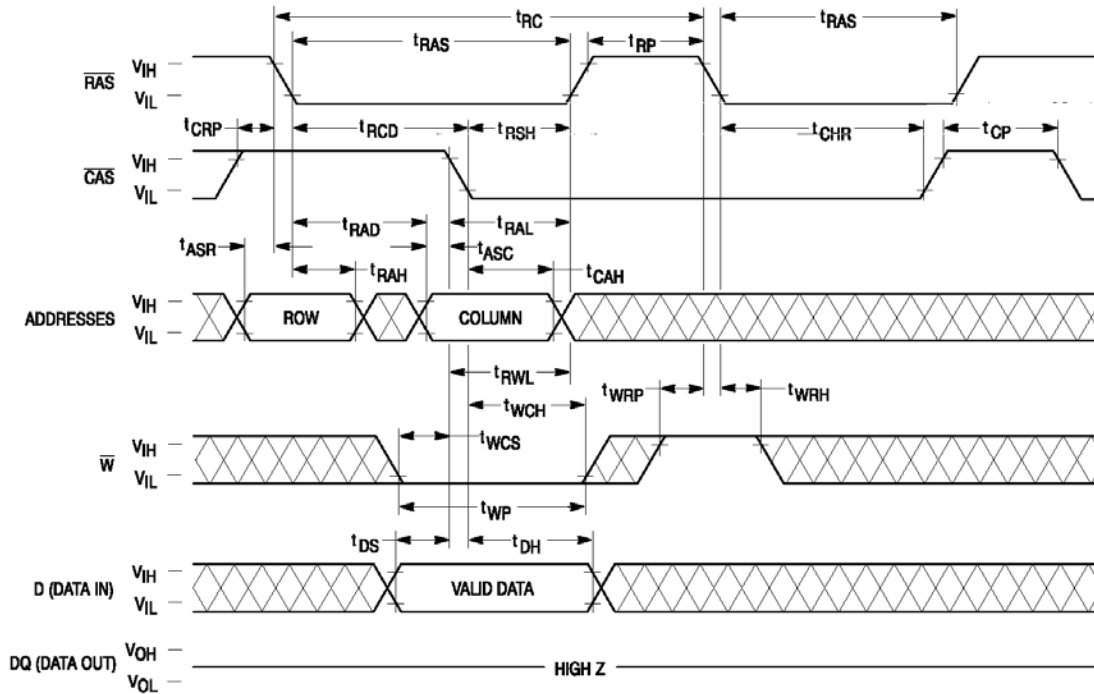 tRC
tRAS
tRAS
tRP
RAS
VIH
VIL
tCRP
tRCD
tRSH
tCHR
tCP
CAS
VIH
VIL
tRAD
tRAL
tASR
tASC
tRAH
tCAH
ADDRESSES
VIH
VIL
ROW
COLUMN
tRWL
tWRP
tWRH
tWCH
tWCS
W
VIH
VIL
tWP
tDS
tDH
D (DATA IN)
VIH
VIL
VALID DATA
DQ (DATA OUT)
VOH
VOL
HIGH Z